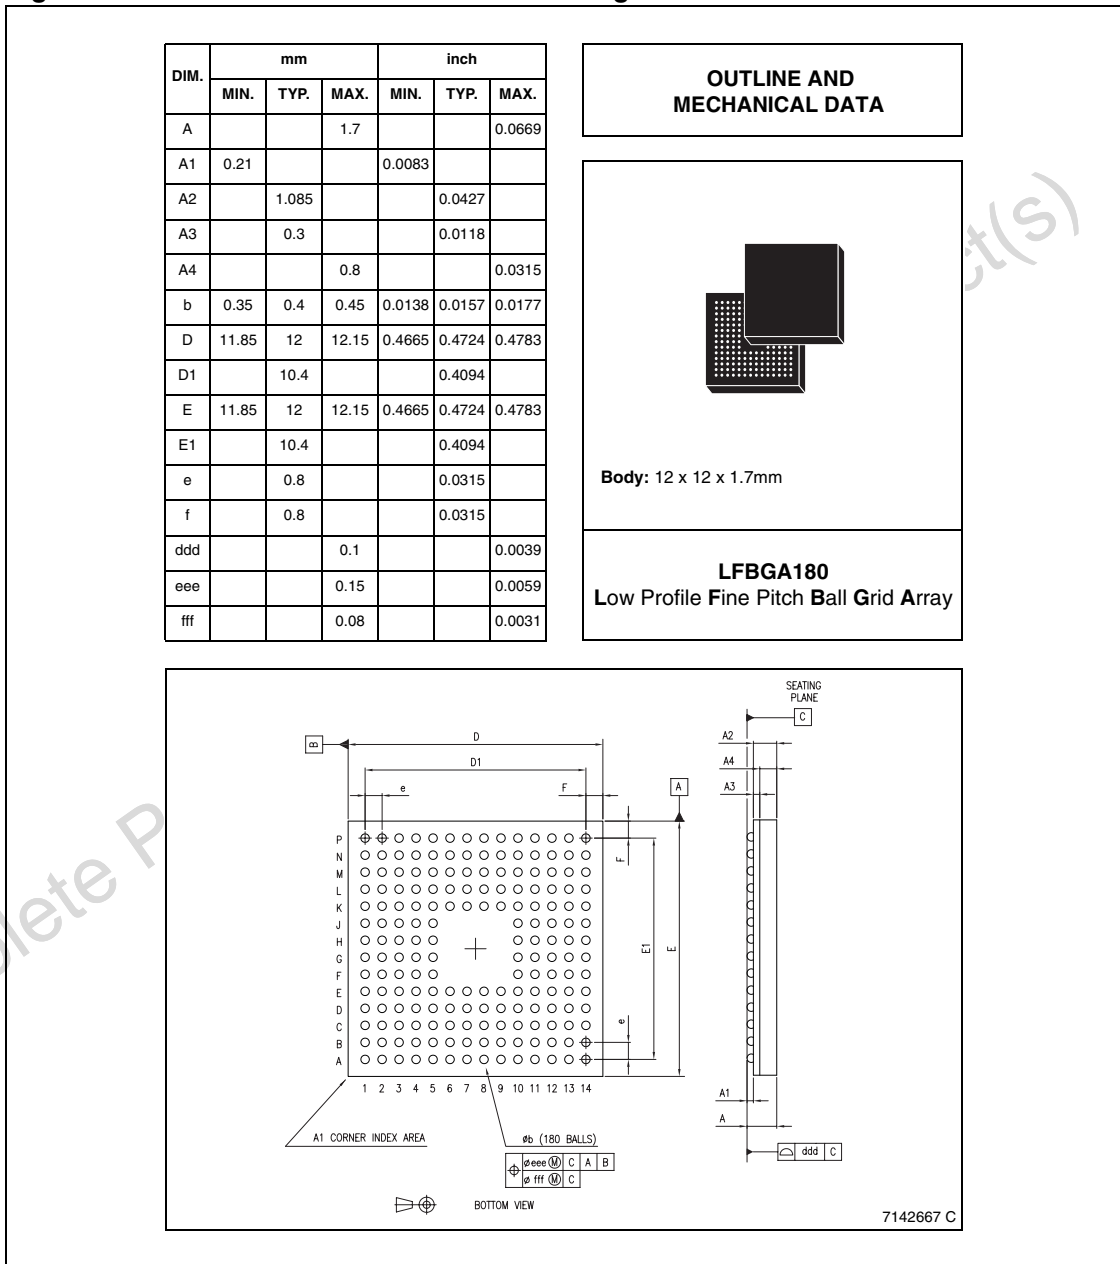 DIM. mm inch
MIN. TYP. MAX. MIN. TYP. MAX.
A 1.7 0.0669
A1 0.21 0.0083
A2 1.085 0.0427
A3 0.3 0.0118
A4 0.8 0.0315
b 0.35 0.4 0.45 0.0138 0.0157 0.0177
D 11.85 12 12.15 0.4665 0.4724 0.4783
D1 10.4 0.4094
E 11.85 12 12.15 0.4665 0.4724 0.4783
E1 10.4 0.4094
e 0.8 0.0315
f 0.8 0.0315
ddd 0.1 0.0039
eee 0.15 0.0059
fff 0.08 0.0031
OUTLINE AND
MECHANICAL DATA
Body: 12 x 12 x 1.7mm
LFBGA180
Low Profile Fine Pitch Ball Grid Array
SEATING
PLANE
C
B
D
D1
e
F
A
A2
A4
A3
P
N
M
L
K
J
H
G
F
E
D
C
B
A
F
E1
E
e
1 2 3 4 5 6 7 8 9 10 11 12 13 14
A1
A
A1 CORNER INDEX AREA
øb (180 BALLS)
øeee Ⓜ C A B
ø fff Ⓜ C
ddd C
BOTTOM VIEW
7142667 C